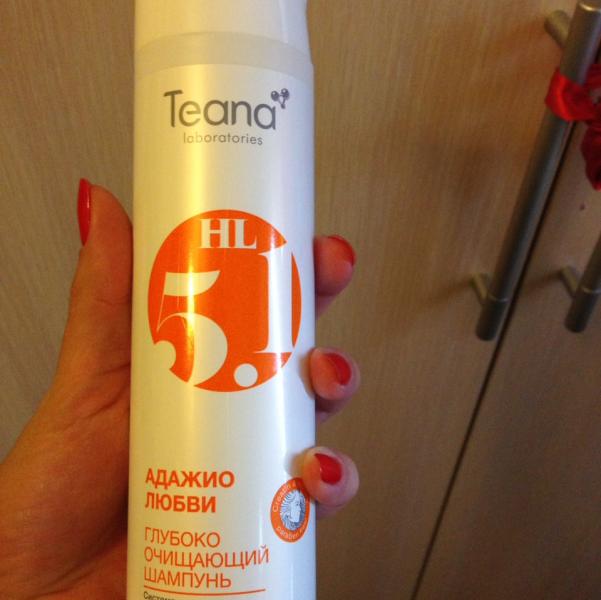 Teana
laboratories
HL
5.1
АДАЖИО
ЛЮБВИ
ГЛУБОКО
ОЧИЩАЮЩИЙ
ШАМПУНЬ